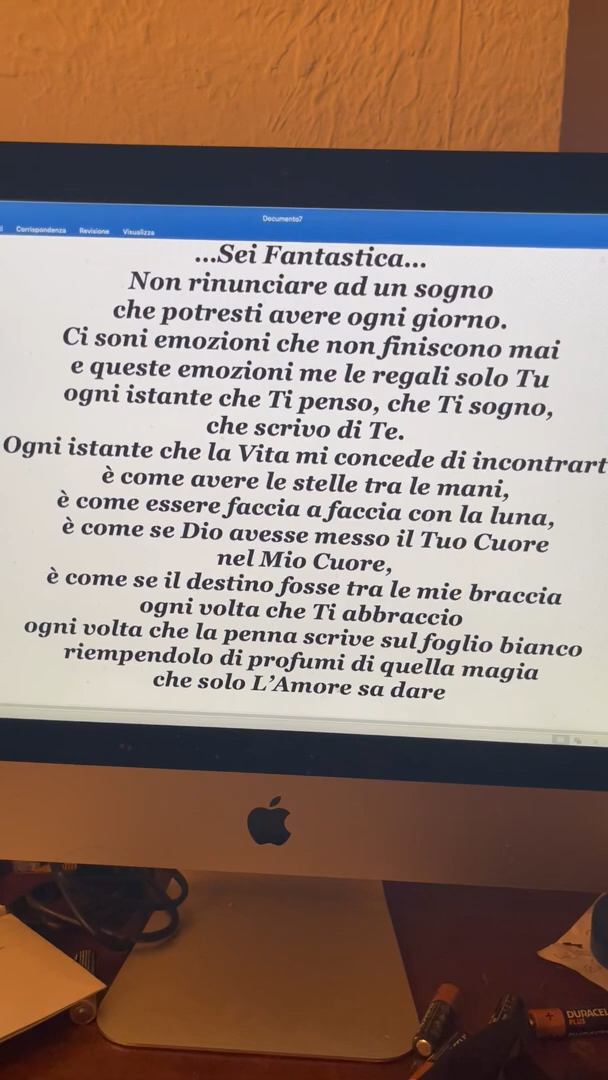 Documento7
Corrispondenza Revisione Visualizza
...Sei Fantastica...
Non rinunciare ad un sogno
che potresti avere ogni giorno.
Ci soni emozioni che non finiscono mai
e queste emozioni me le regali solo Tu
ogni istante che Ti penso, che Ti sogno,
che scrivo di Te.
Ogni istante che la Vita mi concede di incontrart
è come avere le stelle tra le mani,
è come essere faccia a faccia con la luna,
è come se Dio avesse messo il Tuo Cuore
nel Mio Cuore,
è come se il destino fosse tra le mie braccia
ogni volta che Ti abbraccio
ogni volta che la penna scrive sul foglio bianco
riempendolo di profumi di quella magia
che solo L'Amore sa dare
DURACEL
PLUS